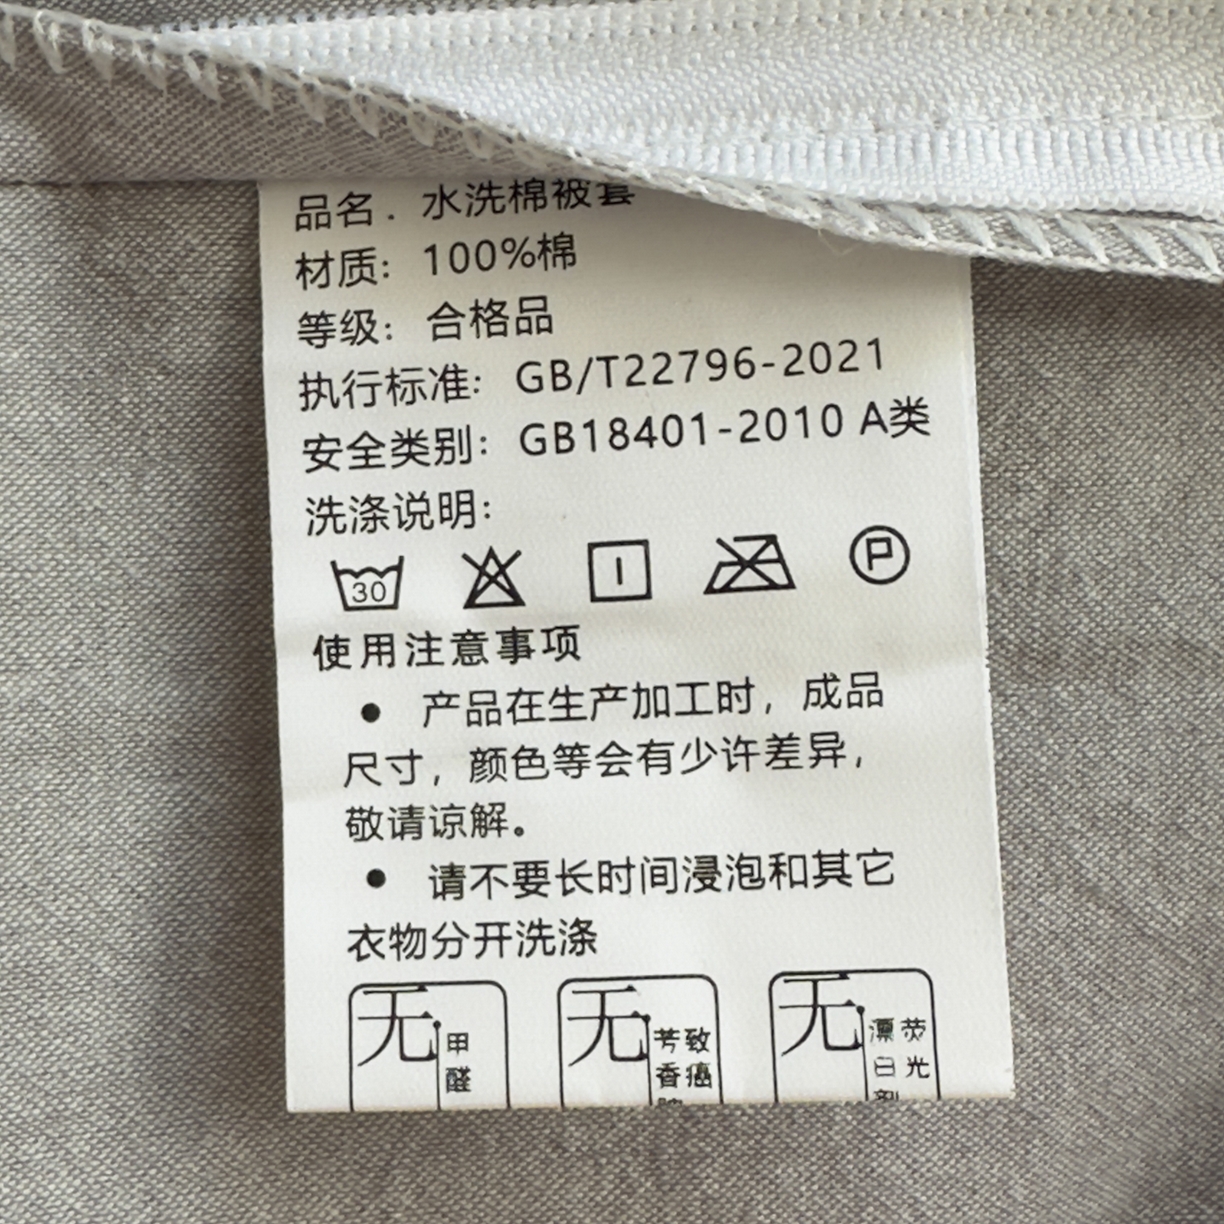 品名：水洗棉被套
材质：100%棉
等级：合格品
执行标准：GB/T22796-2021
安全类别：GB18401-2010 A类
洗涤说明：
30 P
使用注意事项
● 产品在生产加工时，成品
尺寸，颜色等会有少许差异，
敬请谅解。
● 请不要长时间浸泡和其它
衣物分开洗涤
无 甲醛
无 致癌芳香
无 荧光漂白剂